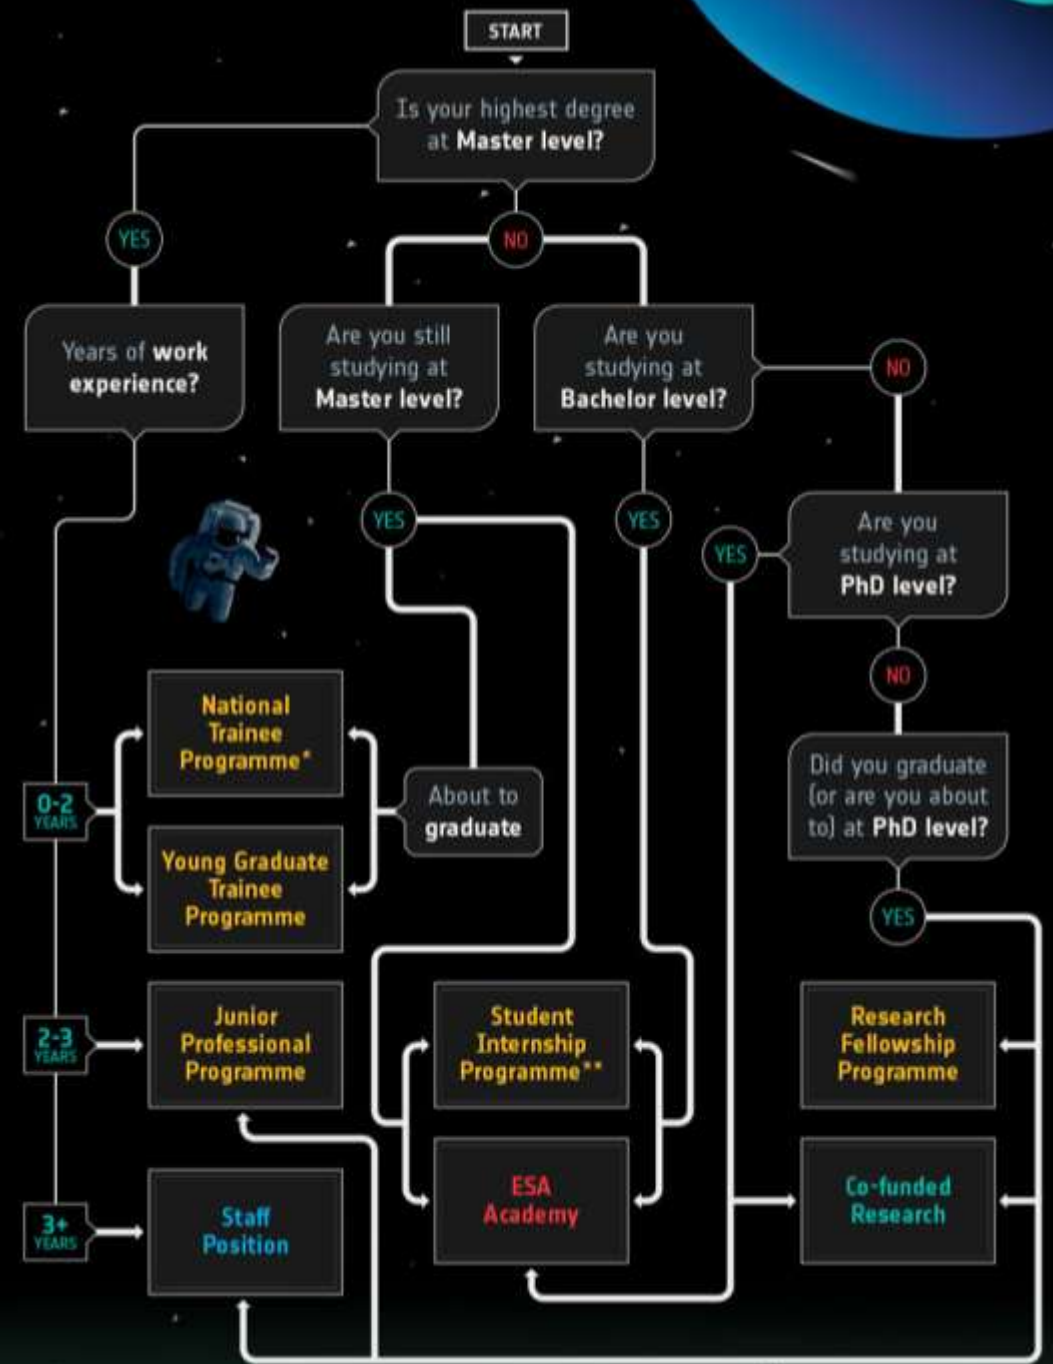 START
Is your highest degree
at Master level?
YES
NO
Years of work
experience?
Are you still
studying at
Master level?
Are you
studying at
Bachelor level?
NO
YES
YES
YES
Are you
studying at
PhD level?
NO
National
Trainee
Programme*
0-2
YEARS
About to
graduate
Did you graduate
(or are you about
to) at PhD level?
Young Graduate
Trainee
Programme
YES
2-3
YEARS
Junior
Professional
Programme
Student
Internship
Programme**
Research
Fellowship
Programme
3+
YEARS
Staff
Position
ESA
Academy
Co-funded
Research